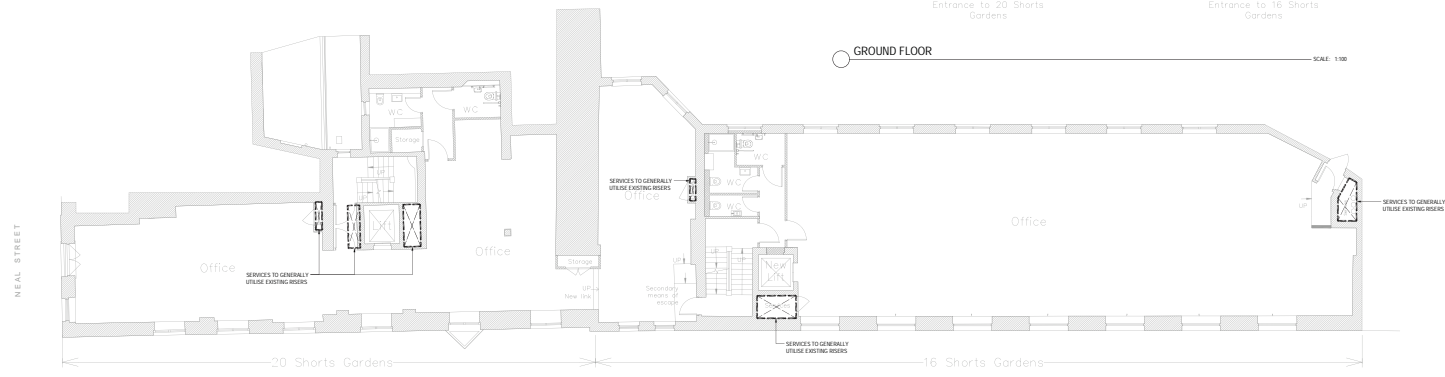 Entrance to 20 Shorts
Gardens
Entrance to 16 Shorts
Gardens
GROUND FLOOR
SCALE: 1:100
WC
WC
Storage
UP
UP
Lift
Office
Office
SERVICES TO GENERALLY
UTILISE EXISTING RISERS
NEAL STREET
SERVICES TO GENERALLY
UTILISE EXISTING RISERS
Office
Storage
UP
New link
UP
Secondary
means of
escape
WC
WC
WC
UP
UP
New
Lift
Office
UP
SERVICES TO GENERALLY
UTILISE EXISTING RISERS
SERVICES TO GENERALLY
UTILISE EXISTING RISERS
20 Shorts Gardens
16 Shorts Gardens